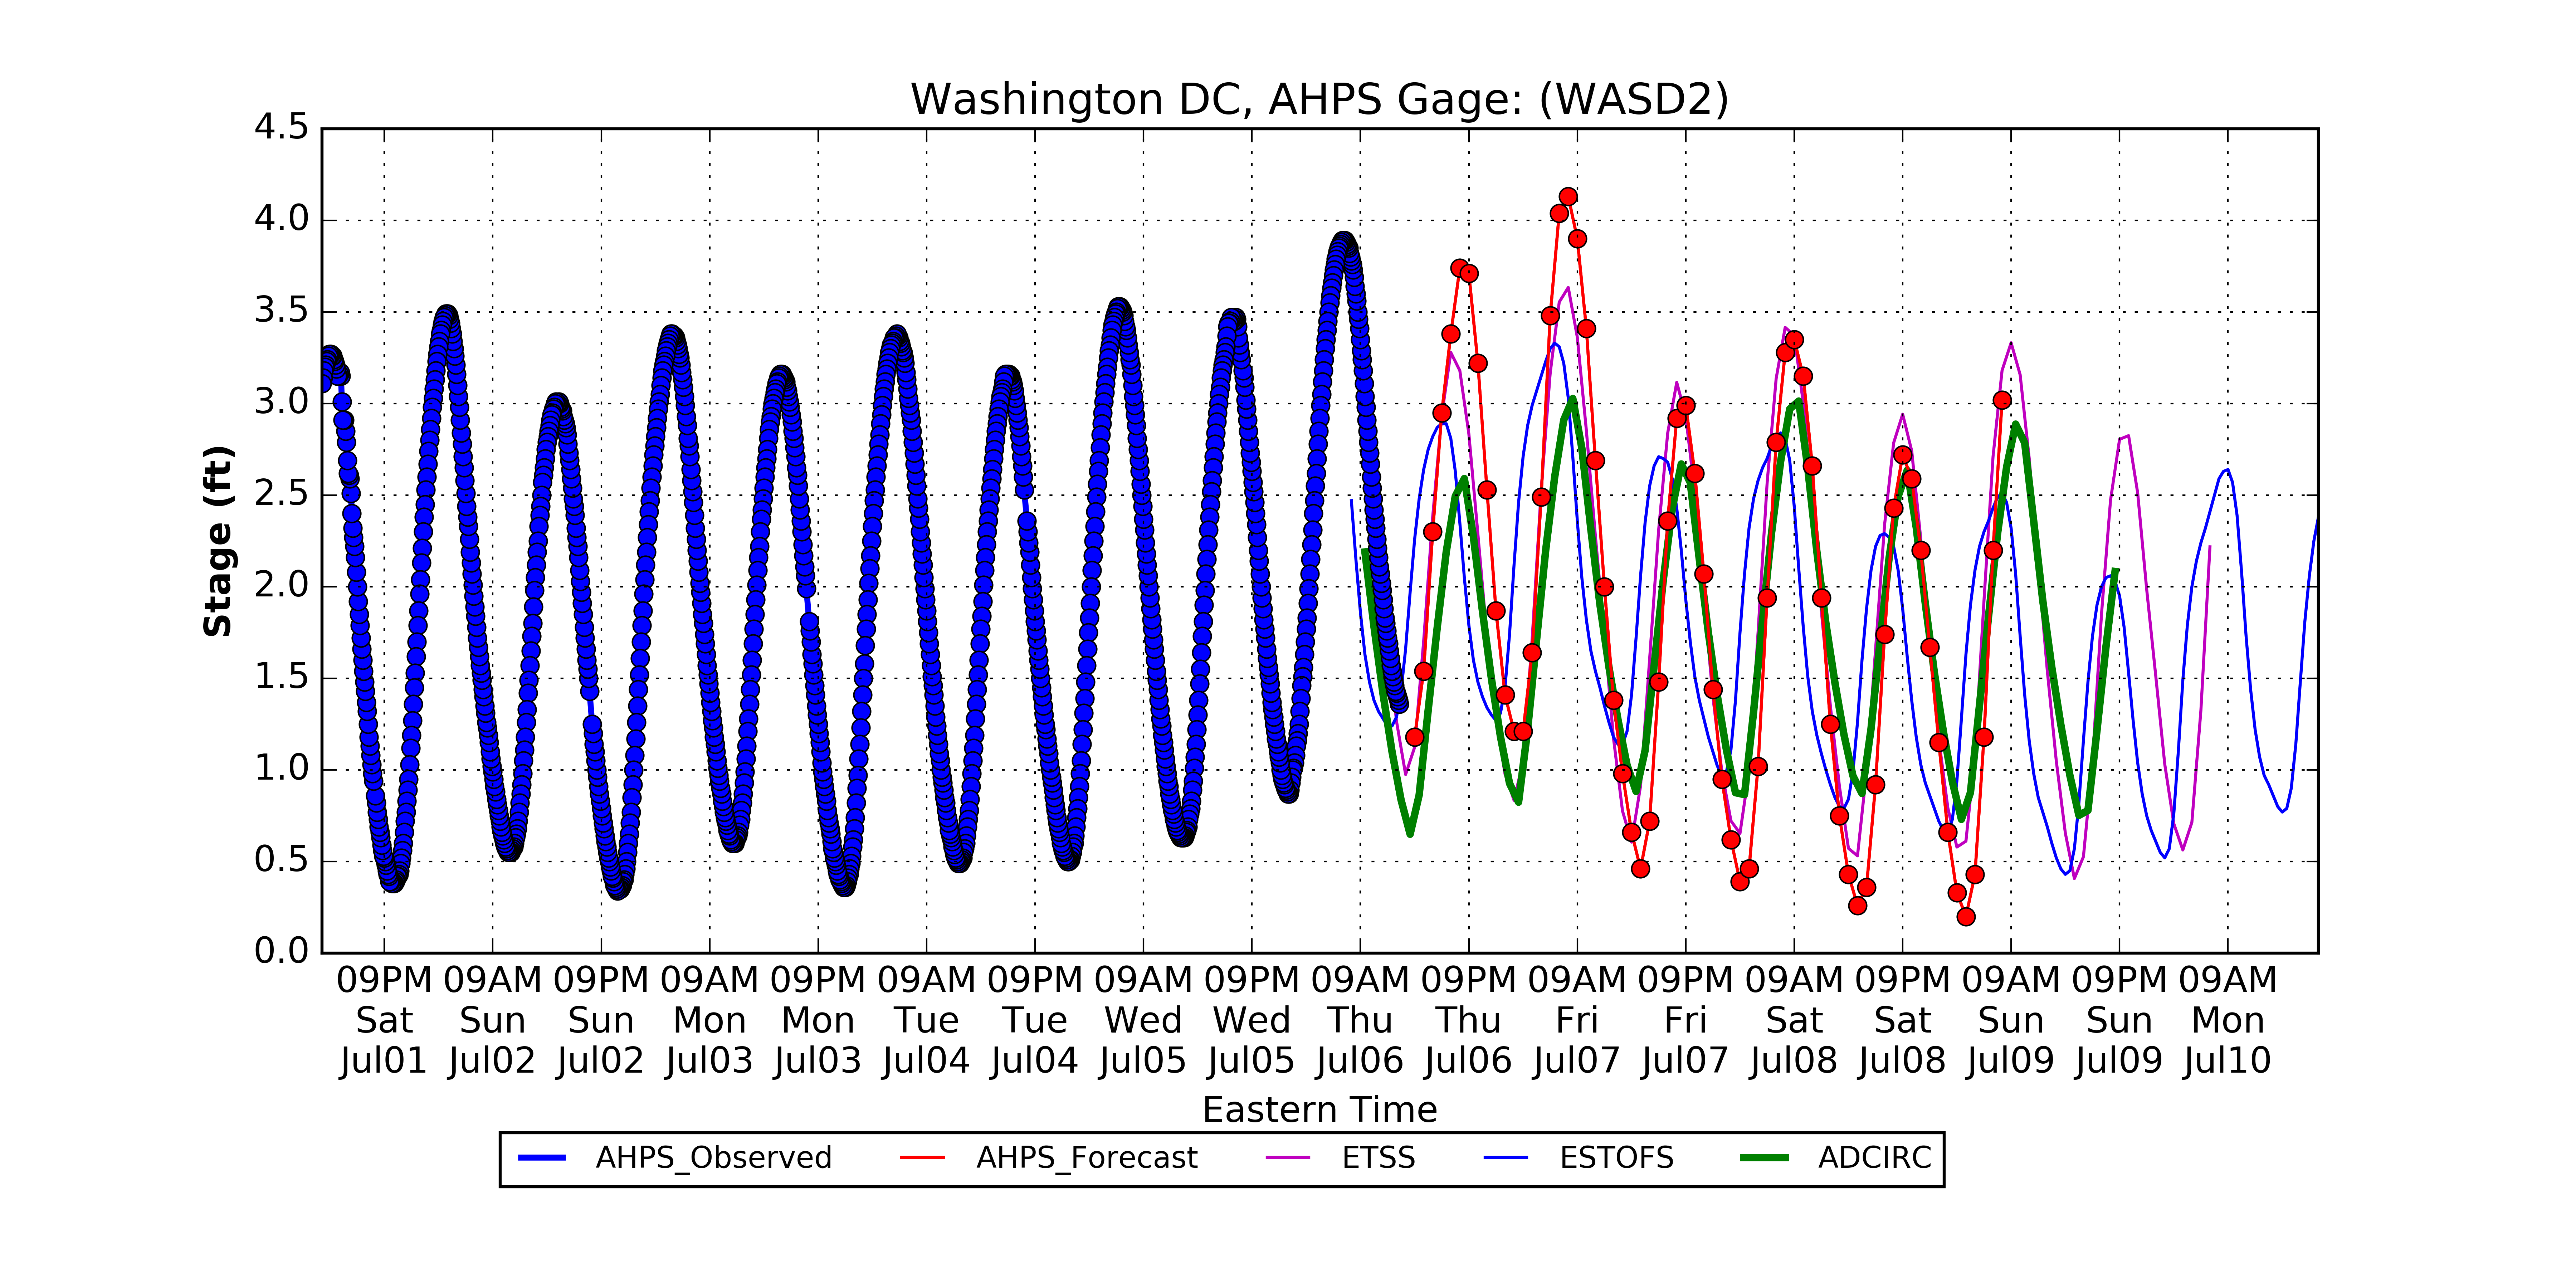 Washington DC, AHPS Gage: (WASD2)
4.5
4.0
3.5
3.0
2.5
2.0
1.5
1.0
0.5
0.0
Stage (ft)
09PM 09AM 09PM 09AM 09PM 09AM 09PM 09AM 09PM 09AM 09PM 09AM 09PM 09AM 09PM 09AM 09PM 09AM
Sat Sun Sun Mon Mon Tue Tue Wed Wed Thu Thu Fri Fri Sat Sat Sun Sun Mon
Jul01 Jul02 Jul02 Jul03 Jul03 Jul04 Jul04 Jul05 Jul05 Jul06 Jul06 Jul07 Jul07 Jul08 Jul08 Jul09 Jul09 Jul10
Eastern Time
AHPS_Observed AHPS_Forecast ETSS ESTOFS ADCIRC